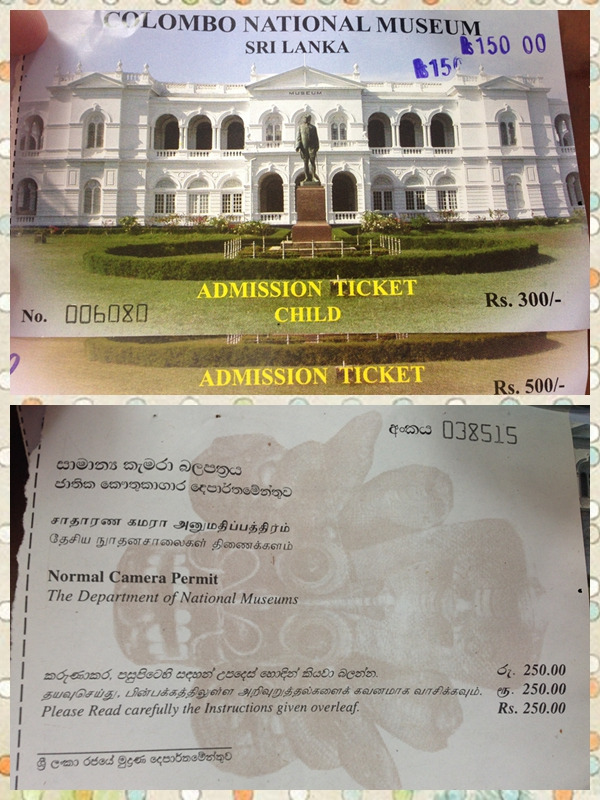 COLOMBO NATIONAL MUSEUM
SRI LANKA
150 00
MUSEUM
ADMISSION TICKET
CHILD
No. 006080
Rs. 300/-
ADMISSION TICKET
Rs. 500/-
අංකය 038515
සාමාන්‍ය කැමරා බලපත්‍රය
ජාතික කෞතුකාගාර දෙපාර්තමේන්තුව
சாதாரண கமரா அனுமதிப்பத்திரம்
தேசிய நூதனசாலைகள் திணைக்களம்
Normal Camera Permit
The Department of National Museums
කරුණාකර, පසුපිටෙහි සඳහන් උපදෙස් හොඳින් කියවා බලන්න. රු. 250.00
தயவுசெய்து, பின்பக்கத்திலுள்ள அறிவுறுத்தல்களைக் கவனமாக வாசிக்கவும். ரூ. 250.00
Please Read carefully the Instructions given overleaf. Rs. 250.00
ශ්‍රී ලංකා රජයේ මුද්‍රණ දෙපාර්තමේන්තුව